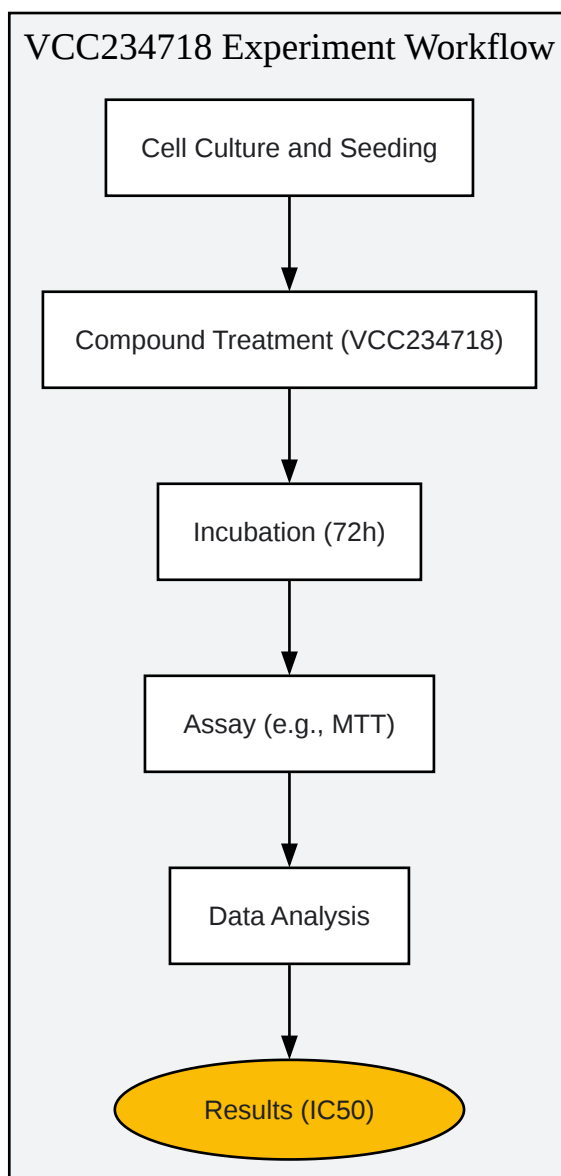 VCC234718 Experiment Workflow
Cell Culture and Seeding
Compound Treatment (VCC234718)
Incubation (72h)
Assay (e.g., MTT)
Data Analysis
Results (IC50)